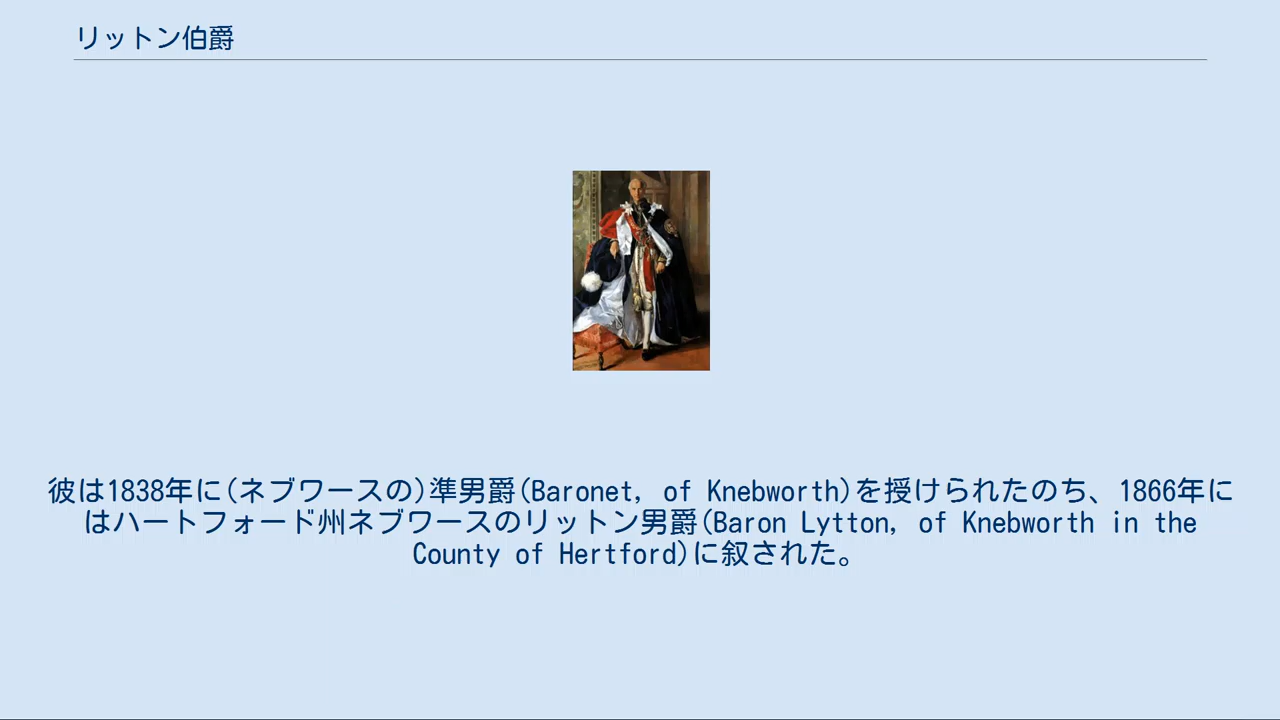 リットン伯爵
彼は1838年に(ネブワースの)準男爵(Baronet, of Knebworth)を授けられたのち、1866年に
はハートフォード州ネブワースのリットン男爵(Baron Lytton, of Knebworth in the
County of Hertford)に叙された。